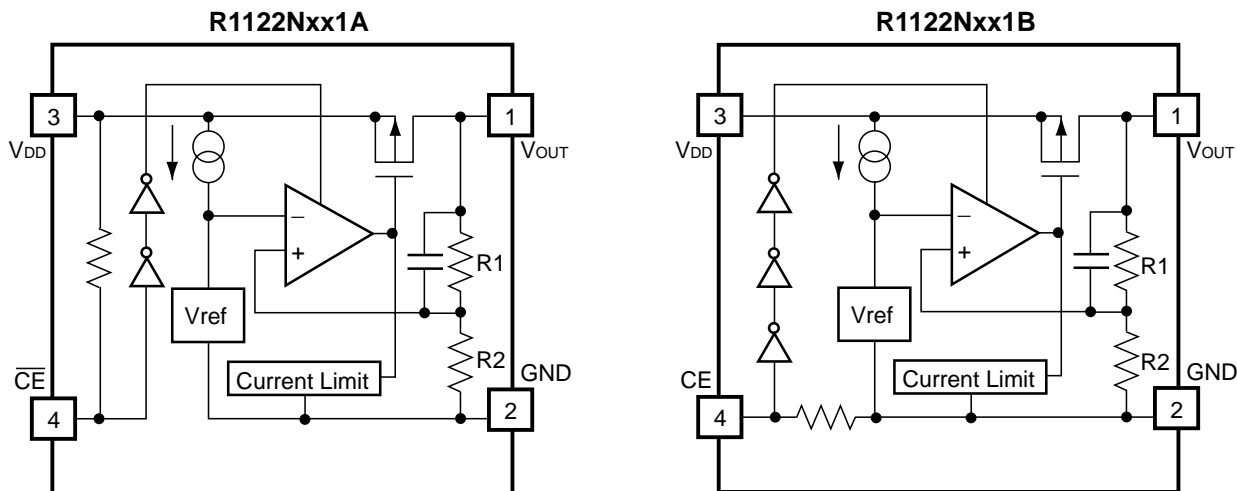 R1122Nxx1A
3
VDD
1
VOUT
−
+
R1
Vref
R2
Current Limit
CE
4
GND
2
R1122Nxx1B
3
VDD
1
VOUT
−
+
R1
Vref
R2
Current Limit
CE
4
GND
2